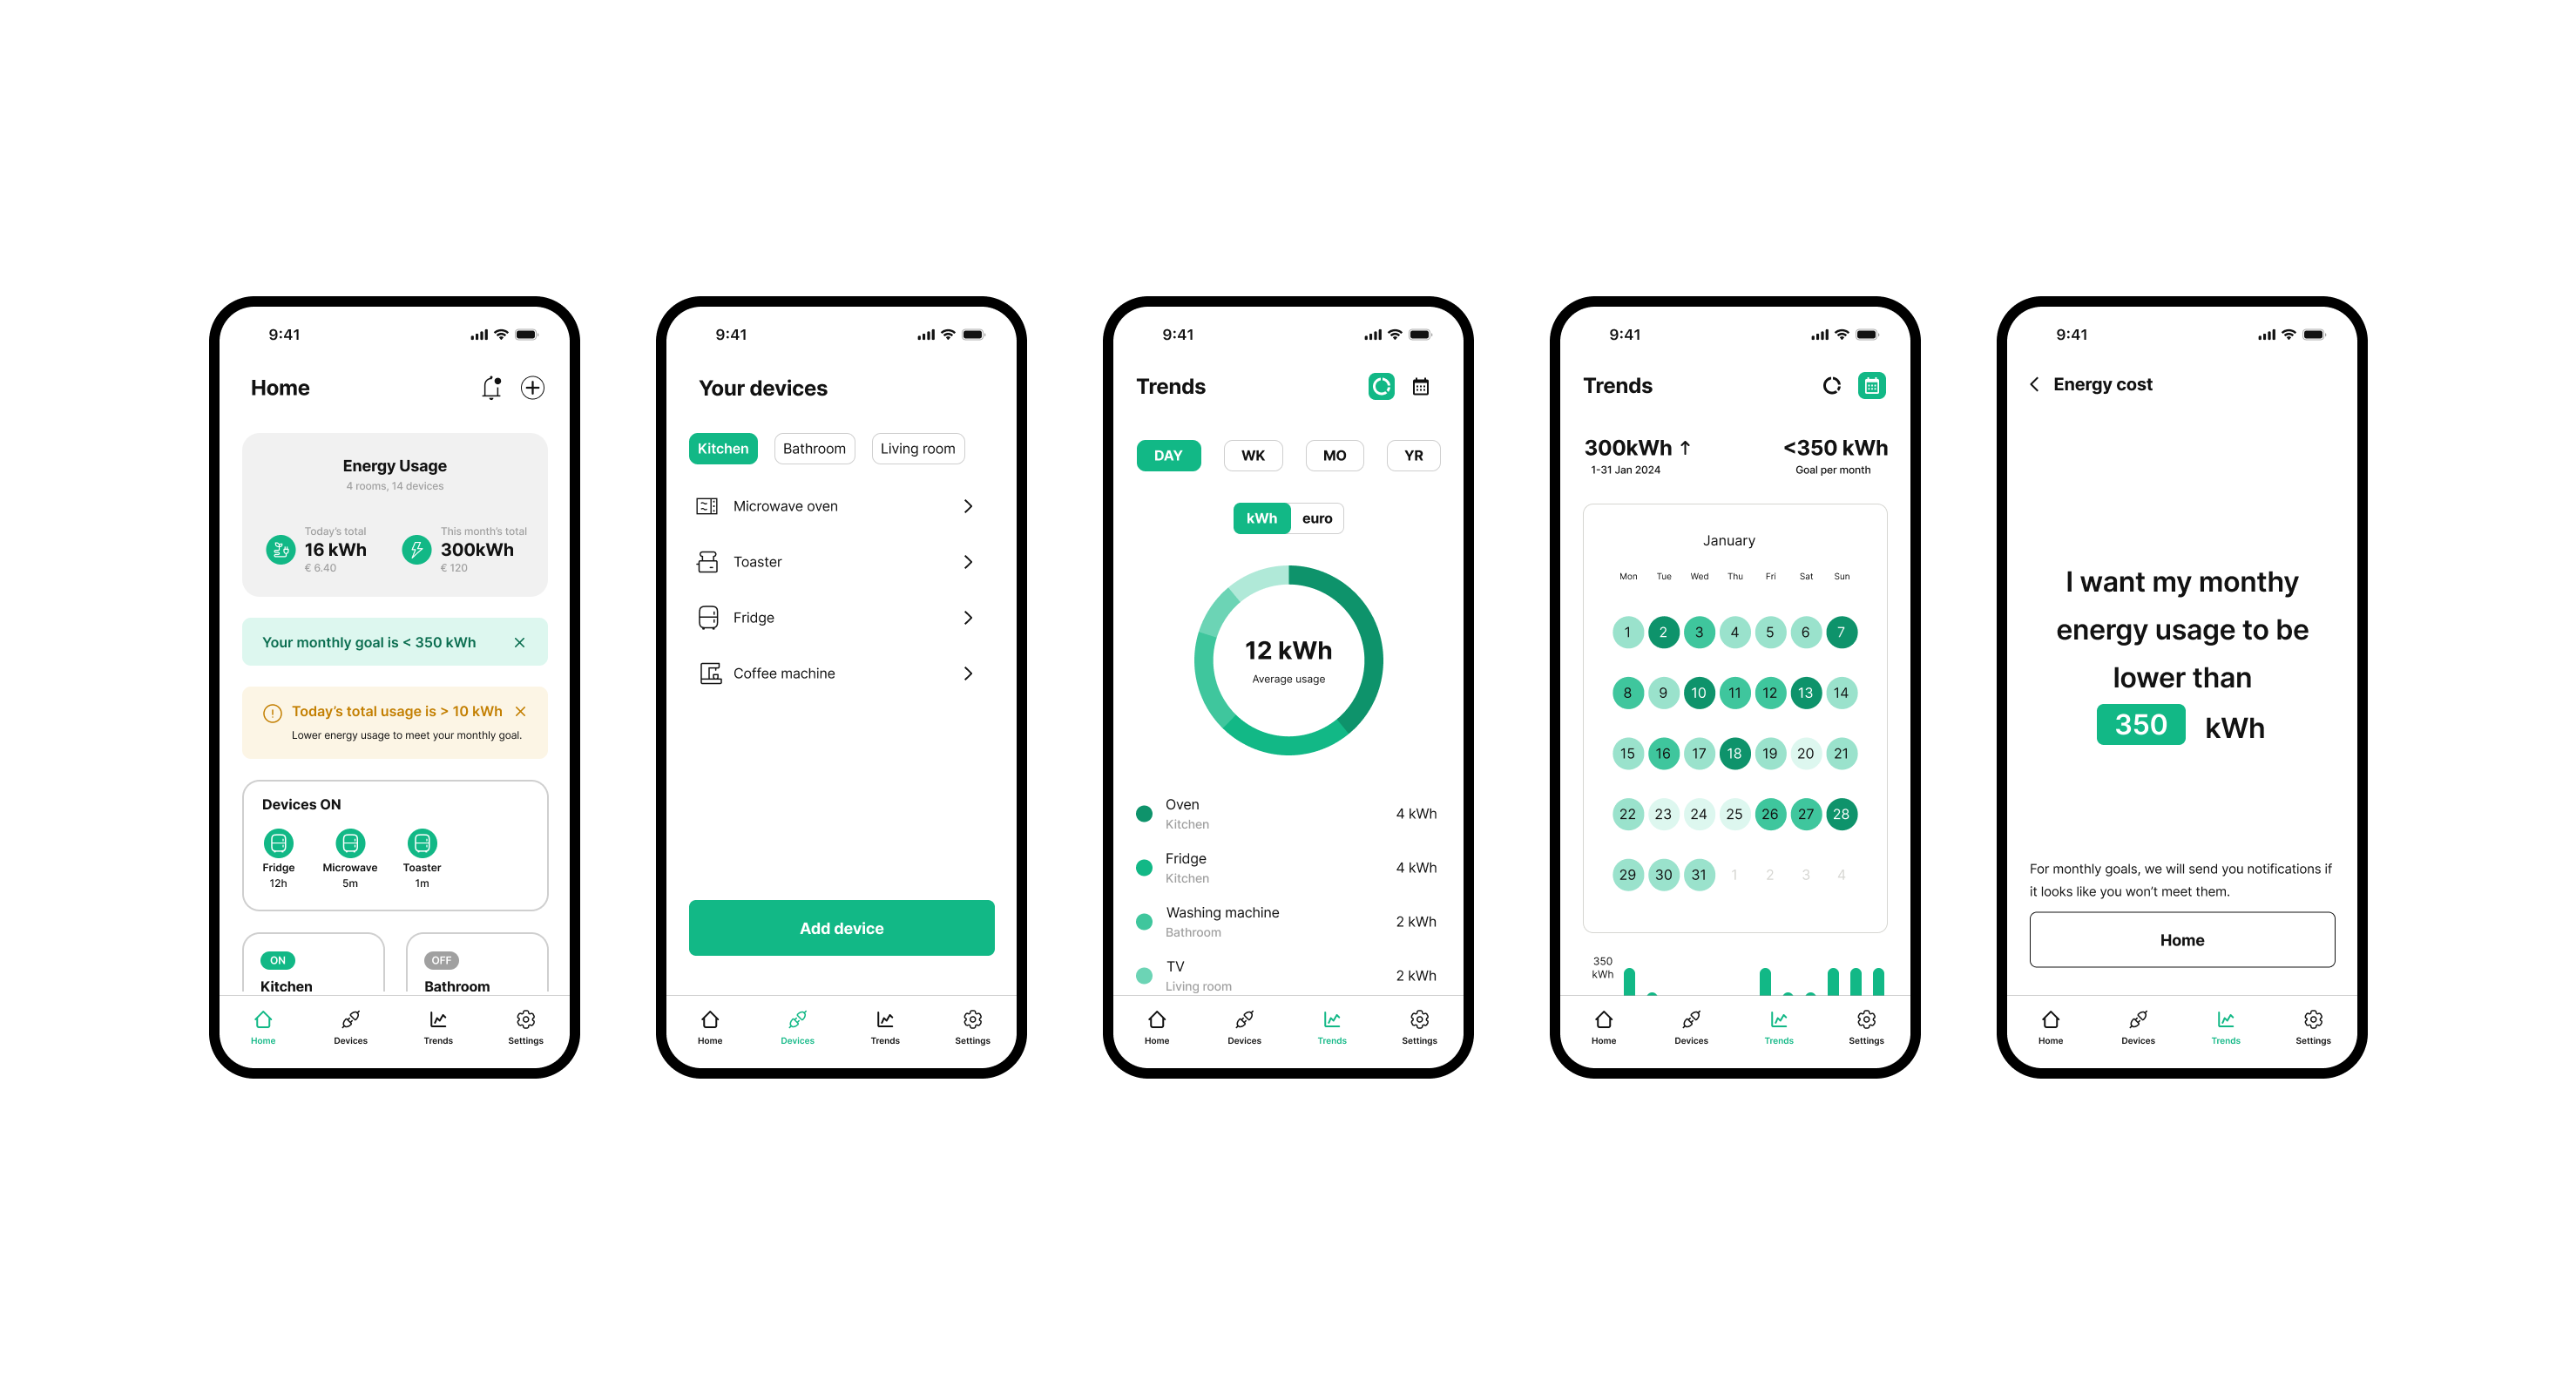 9:41
Home
Energy Usage
4 rooms, 14 devices
Today's total
16 kWh
€ 6.40
This month's total
300kWh
€ 120
Your monthly goal is < 350 kWh
Today's total usage is > 10 kWh
Lower energy usage to meet your monthly goal.
Devices ON
Fridge
12h
Microwave
5m
Toaster
1m
ON
Kitchen
OFF
Bathroom
Home Devices Trends Settings
9:41
Your devices
Kitchen Bathroom Living room
Microwave oven
Toaster
Fridge
Coffee machine
Add device
Home Devices Trends Settings
9:41
Trends
DAY WK MO YR
kWh euro
12 kWh
Average usage
Oven
Kitchen
4 kWh
Fridge
Kitchen
4 kWh
Washing machine
Bathroom
2 kWh
TV
Living room
2 kWh
Home Devices Trends Settings
9:41
Trends
300kWh ↑
1-31 Jan 2024
<350 kWh
Goal per month
January
Mon Tue Wed Thu Fri Sat Sun
1 2 3 4 5 6 7
8 9 10 11 12 13 14
15 16 17 18 19 20 21
22 23 24 25 26 27 28
29 30 31 1 2 3 4
350
kWh
Home Devices Trends Settings
9:41
Energy cost
I want my monthy
energy usage to be
lower than
350 kWh
For monthly goals, we will send you notifications if
it looks like you won't meet them.
Home
Home Devices Trends Settings